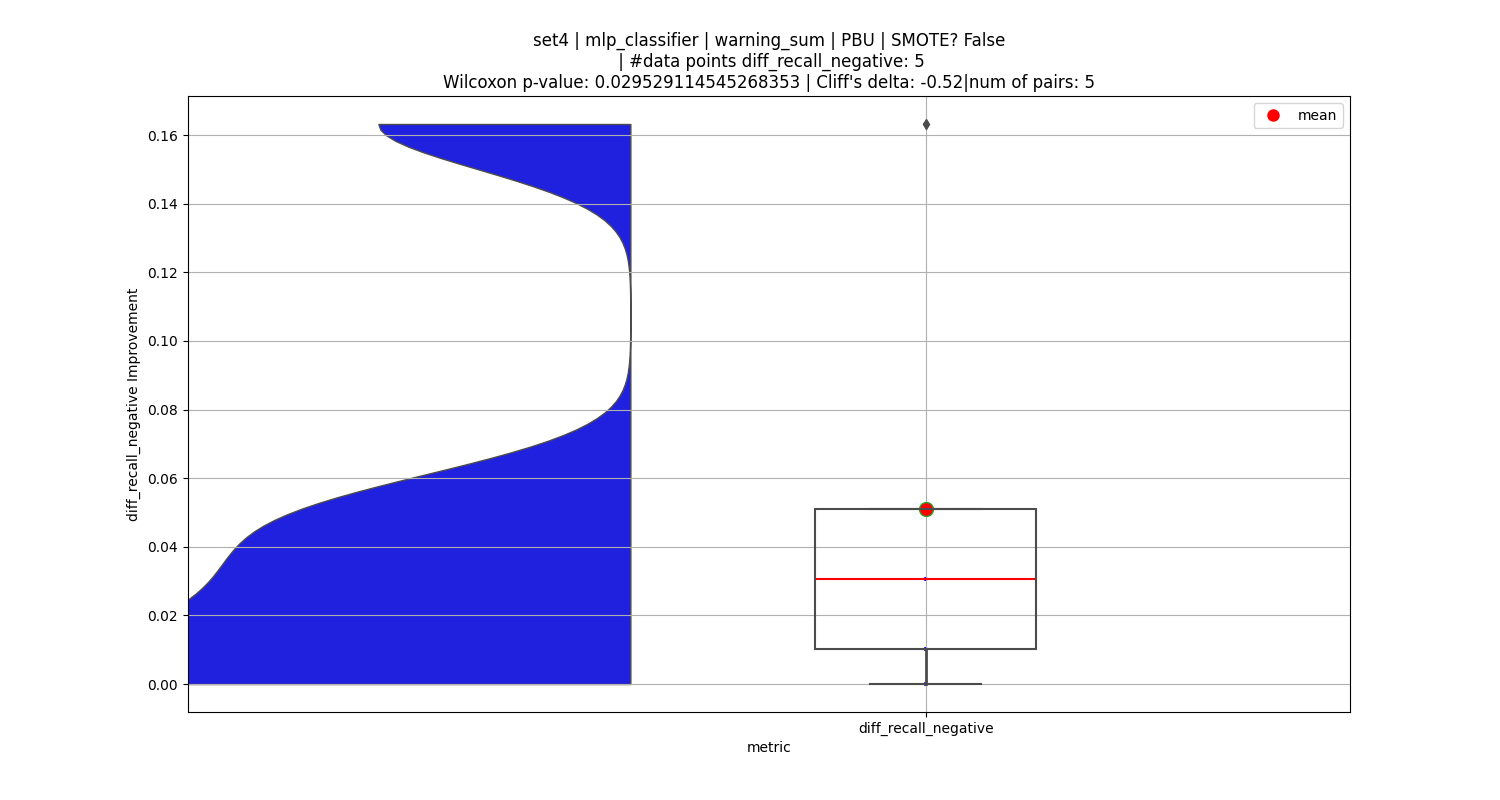 set4 | mlp_classifier | warning_sum | PBU | SMOTE? False
| #data points diff_recall_negative: 5
Wilcoxon p-value: 0.029529114545268353 | Cliff's delta: -0.52|num of pairs: 5
mean
0.16
0.14
0.12
0.10
0.08
0.06
0.04
0.02
0.00
diff_recall_negative Improvement
diff_recall_negative
metric